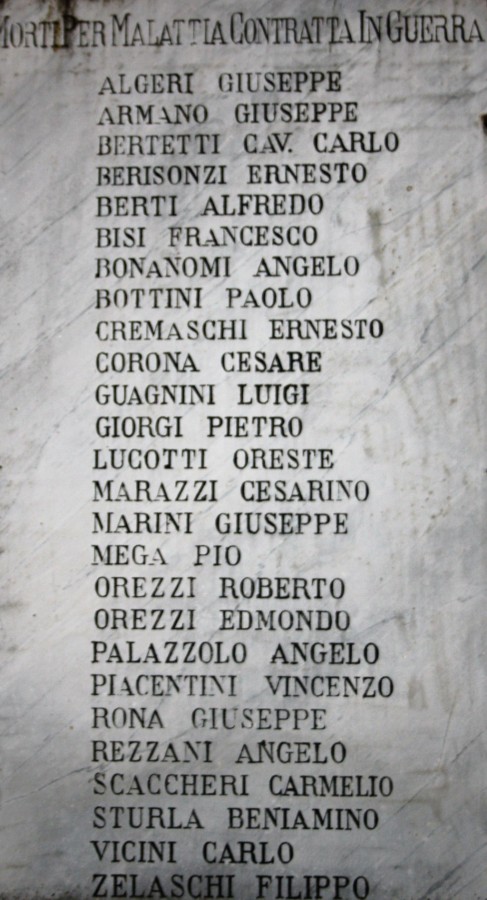 MORTI PER MALATTIA CONTRATTA IN GUERRA
ALGERI GIUSEPPE
ARMANO GIUSEPPE
BERTETTI CAV. CARLO
BERISONZI ERNESTO
BERTI ALFREDO
BISI FRANCESCO
BONANOMI ANGELO
BOTTINI PAOLO
CREMASCHI ERNESTO
CORONA CESARE
GUAGNINI LUIGI
GIORGI PIETRO
LUCOTTI ORESTE
MARAZZI CESARINO
MARINI GIUSEPPE
MEGA PIO
OREZZI ROBERTO
OREZZI EDMONDO
PALAZZOLO ANGELO
PIACENTINI VINCENZO
RONA GIUSEPPE
REZZANI ANGELO
SCACCHERI CARMELIO
STURLA BENIAMINO
VICINI CARLO
ZELASCHI FILIPPO